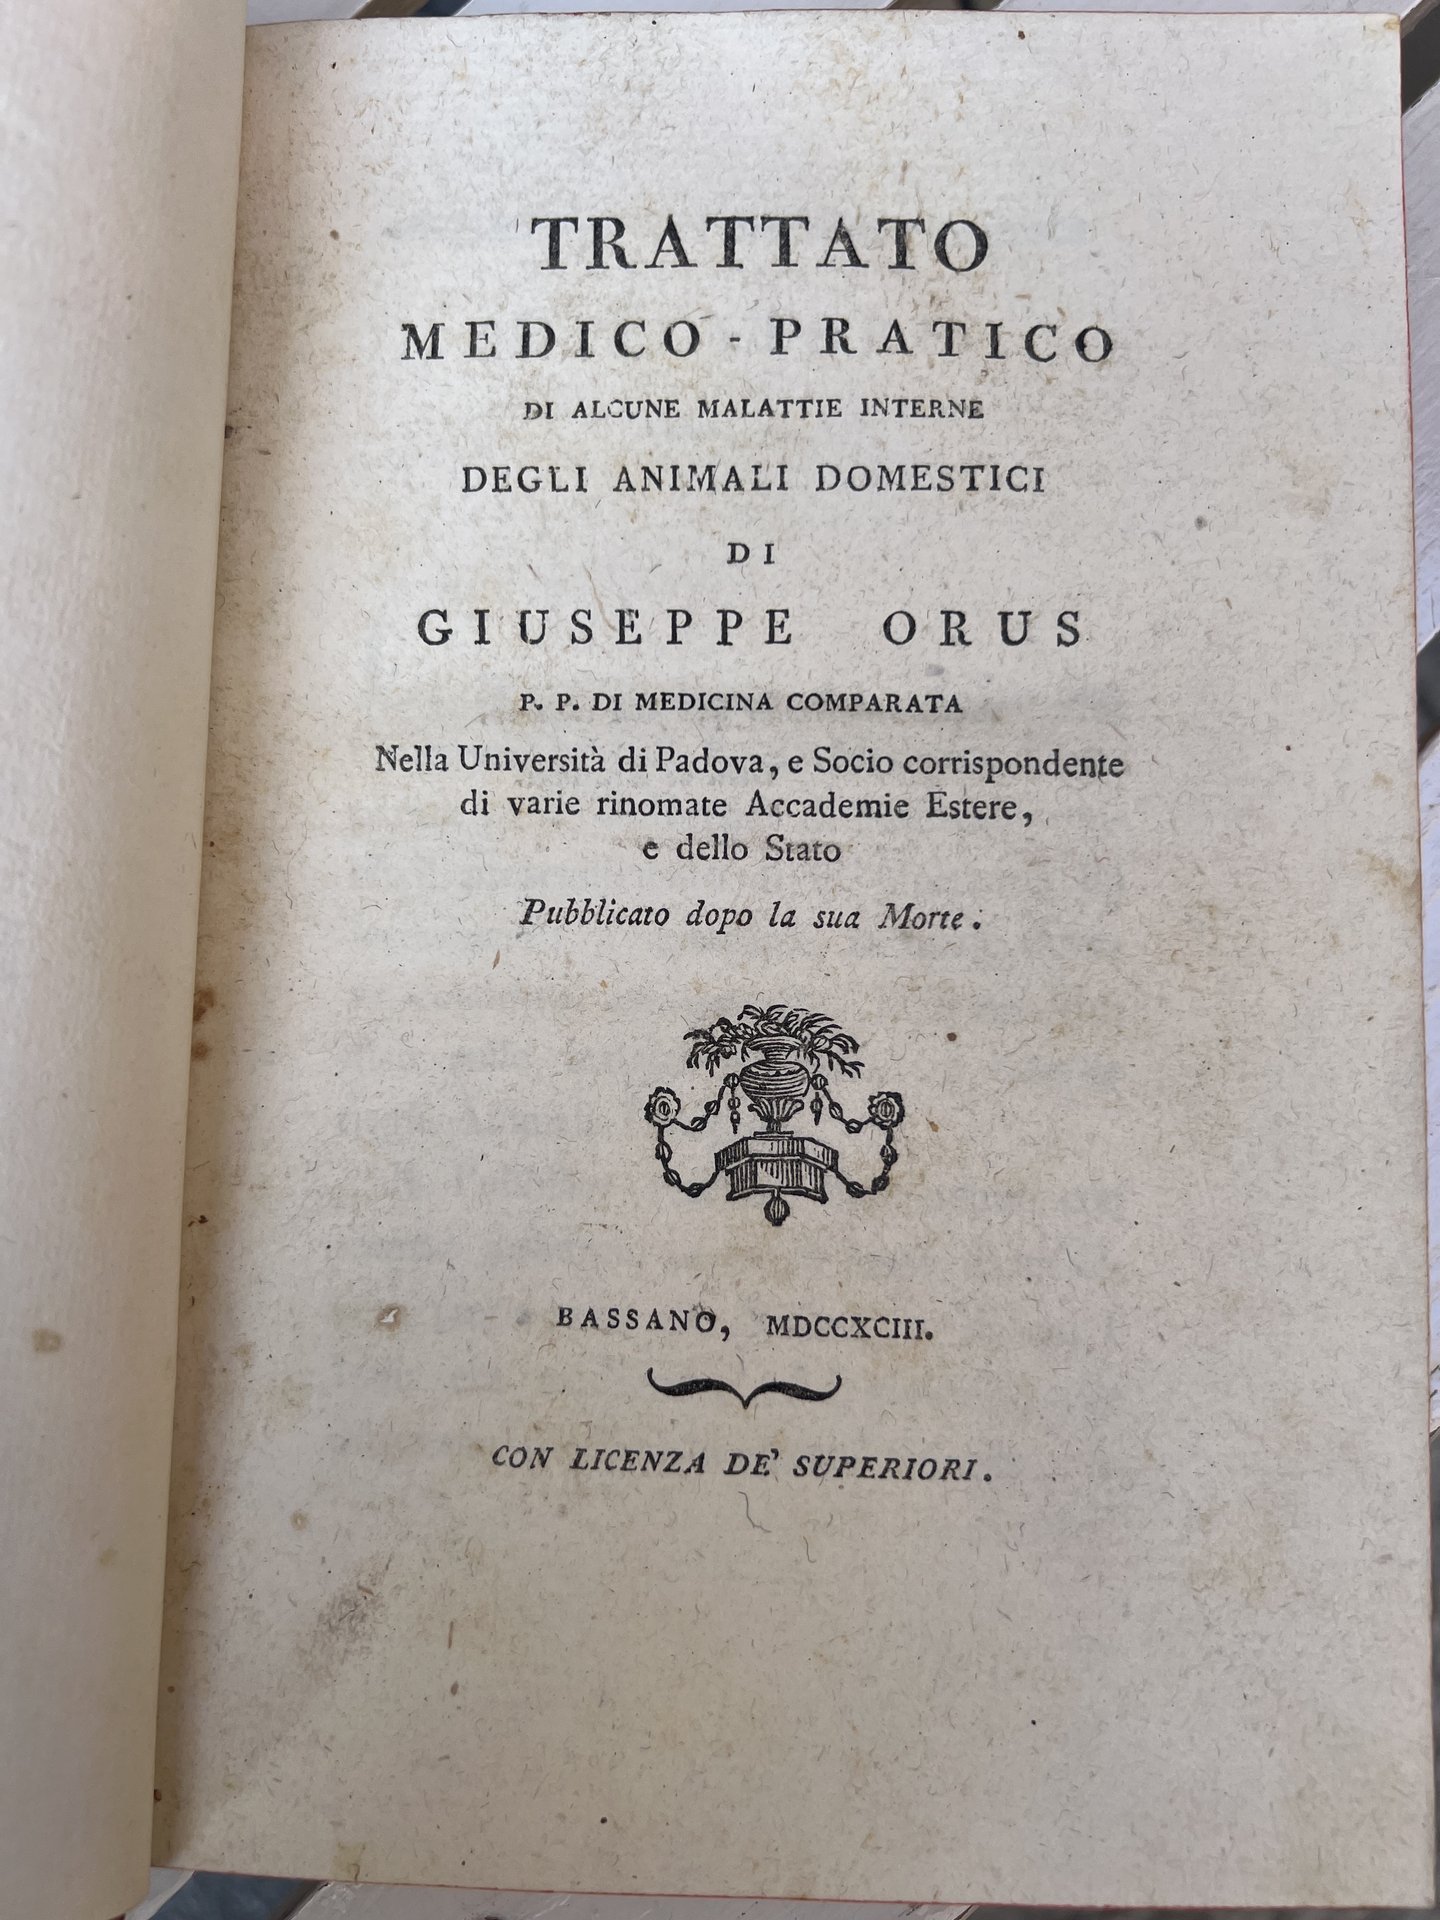 TRATTATO
MEDICO - PRATICO
DI ALCUNE MALATTIE INTERNE
DEGLI ANIMALI DOMESTICI
DI
GIUSEPPE ORUS
P. P. DI MEDICINA COMPARATA
Nella Università di Padova, e Socio corrispondente
di varie rinomate Accademie Estere,
e dello Stato
Pubblicato dopo la sua Morte.
BASSANO, MDCCXCIII.
CON LICENZA DE' SUPERIORI.